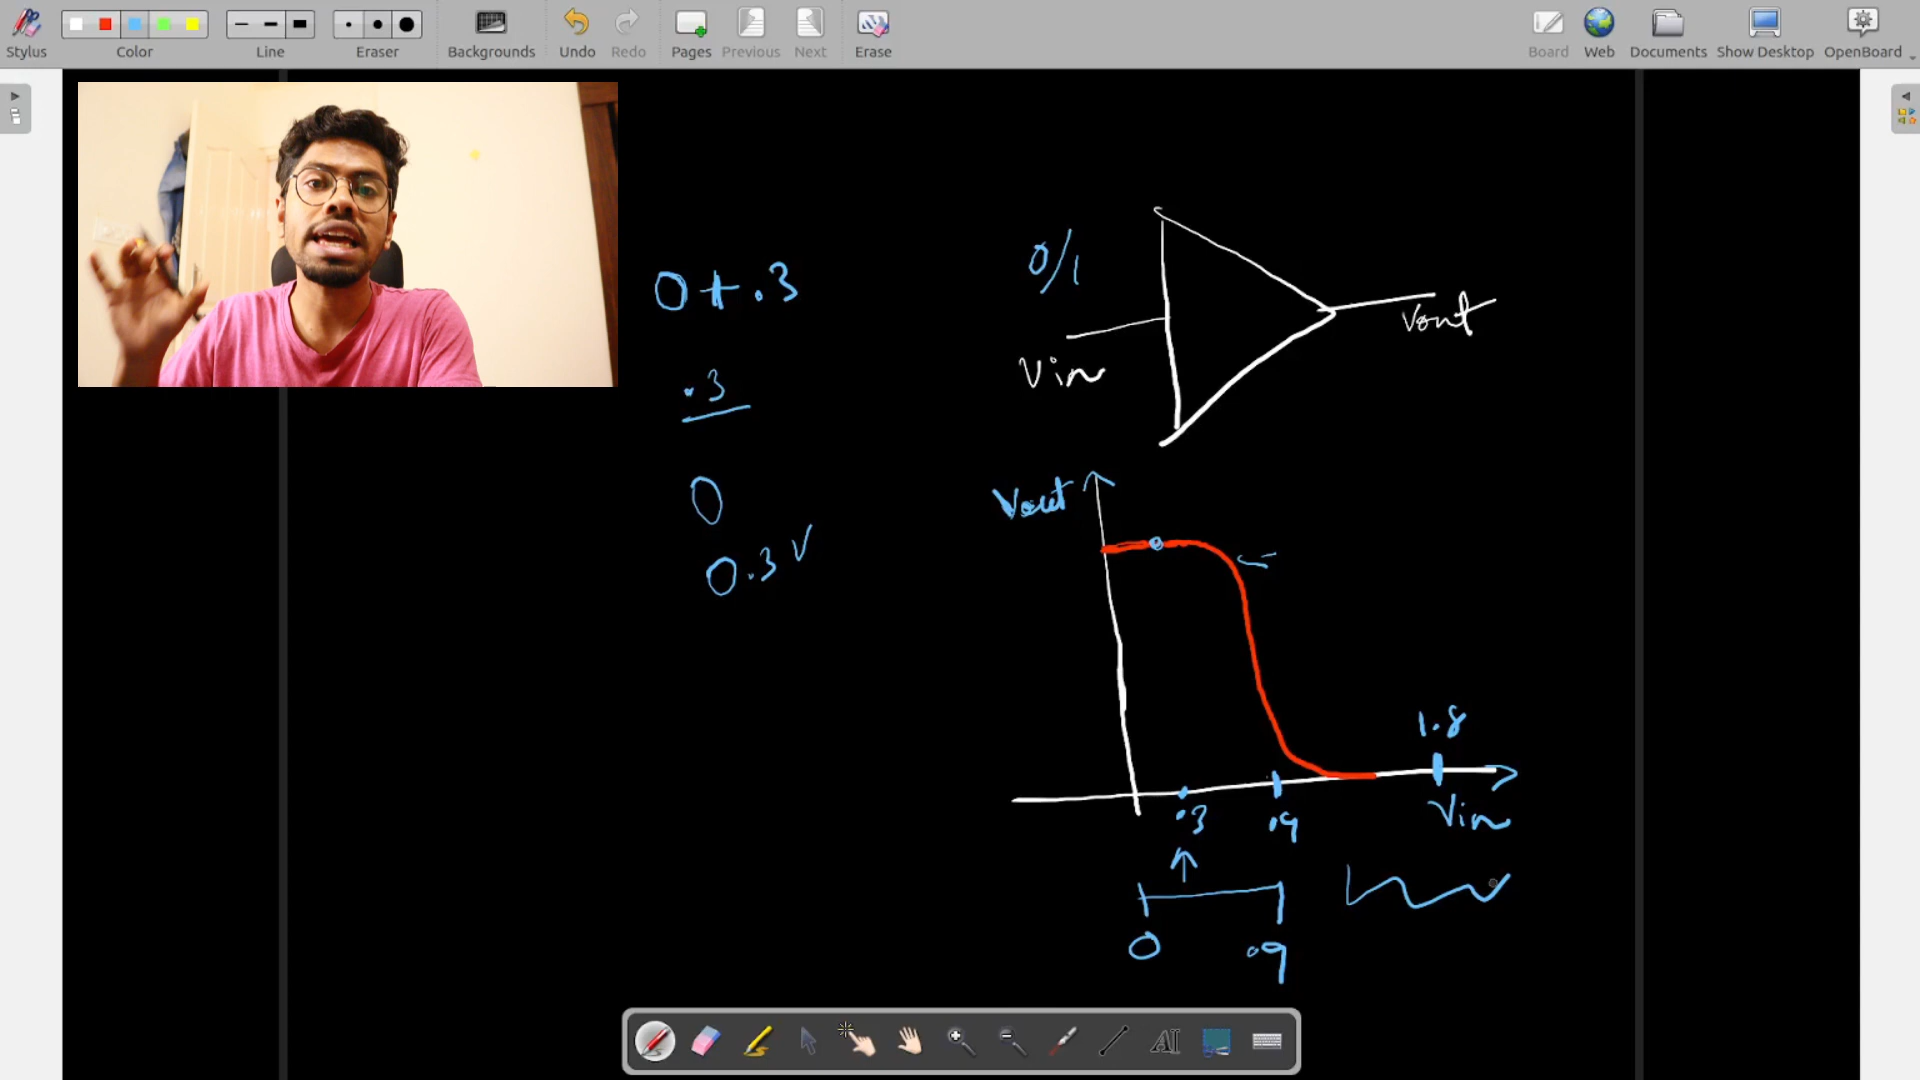 Stylus
Color
Line
Eraser
Backgrounds
Undo
Redo
Pages
Previous
Next
Erase
Board
Web
Documents
Show Desktop
OpenBoard
0+.3
.3
0
0.3 V
0/1
Vin
Vout
Vout
1.8
.3
.9
Vin
0
.9
AI